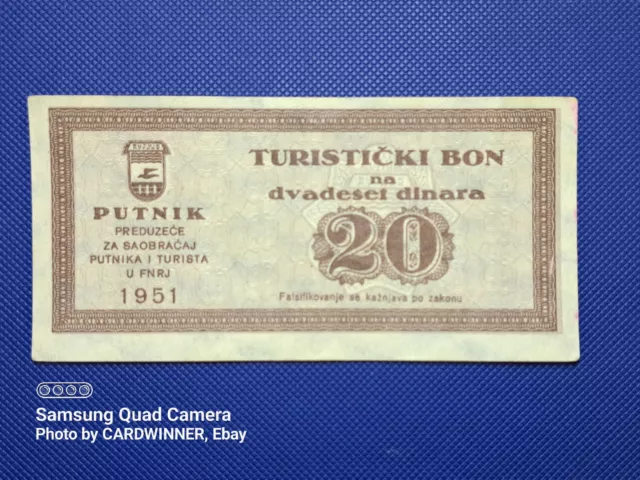 PUTNIK
PREDUZEĆE
ZA SAOBRAĆAJ
PUTNIKA I TURISTA
U FNRJ
1951
TURISTIČKI BON
na
dvadeset dinara
20
Falsifikovanje se kažnjava po zakonu
Samsung Quad Camera
Photo by CARDWINNER, Ebay